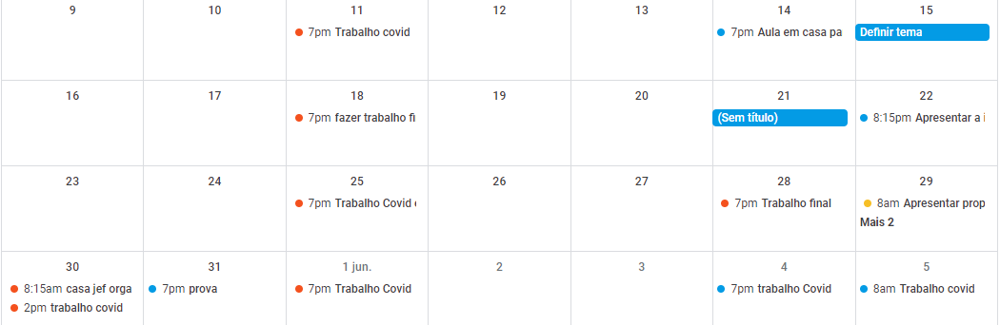 9 10 11 12 13 14 15
7pm Trabalho covid
7pm Aula em casa pa
Definir tema
16 17 18 19 20 21 22
7pm fazer trabalho fi
(Sem título)
8:15pm Apresentar a i
23 24 25 26 27 28 29
7pm Trabalho Covid
7pm Trabalho final
8am Apresentar prop
Mais 2
30 31 1 jun. 2 3 4 5
8:15am casa jef orga
7pm prova
7pm Trabalho Covid
7pm trabalho Covid
8am Trabalho covid
2pm trabalho covid